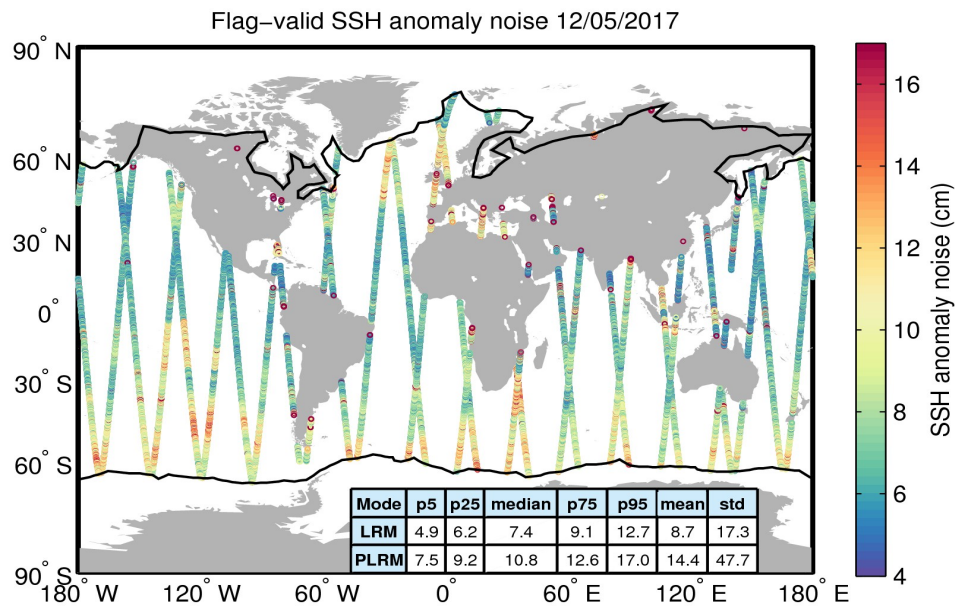 Flag−valid SSH anomaly noise 12/05/2017
90° N
60° N
30° N
0°
30° S
60° S
90° S
180° W
120° W
60° W
0°
60° E
120° E
180° E
16
14
12
10
8
6
4
SSH anomaly noise (cm)
Mode p5 p25 median p75 p95 mean std
LRM 4.9 6.2 7.4 9.1 12.7 8.7 17.3
PLRM 7.5 9.2 10.8 12.6 17.0 14.4 47.7